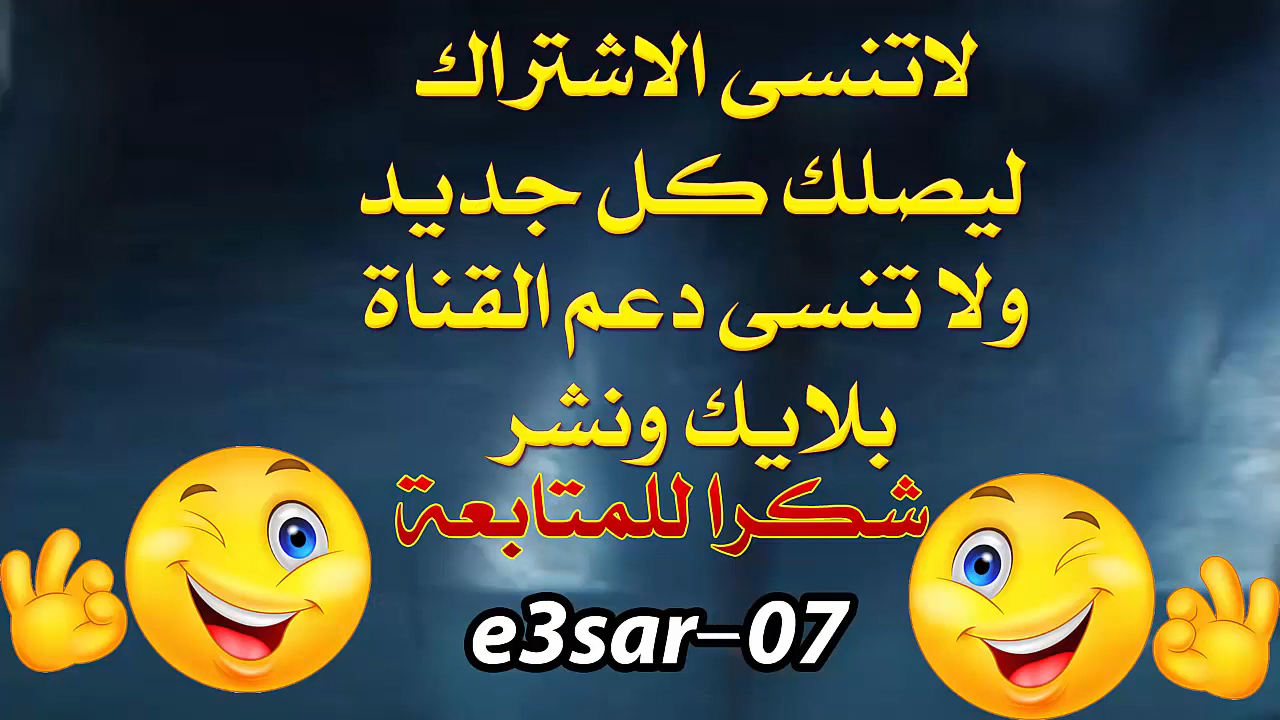 لاتنسى الاشتراك
ليصلك كل جديد
ولا تنسى دعم القناة
بلايك ونشر
شكرا للمتابعة
e3sar-07